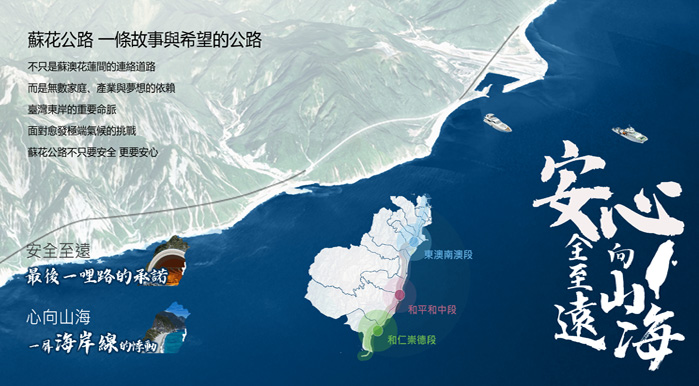 蘇花公路 一條故事與希望的公路
不只是蘇澳花蓮間的連絡道路
而是無數家庭、產業與夢想的依賴
臺灣東岸的重要命脈
面對愈發極端氣候的挑戰
蘇花公路不只要安全 更要安心
安全至遠
最後一哩路的承諾
心向山海
一尋海岸線的悸動
東澳南澳段
和平和中段
和仁崇德段
安心
全至遠
向山海